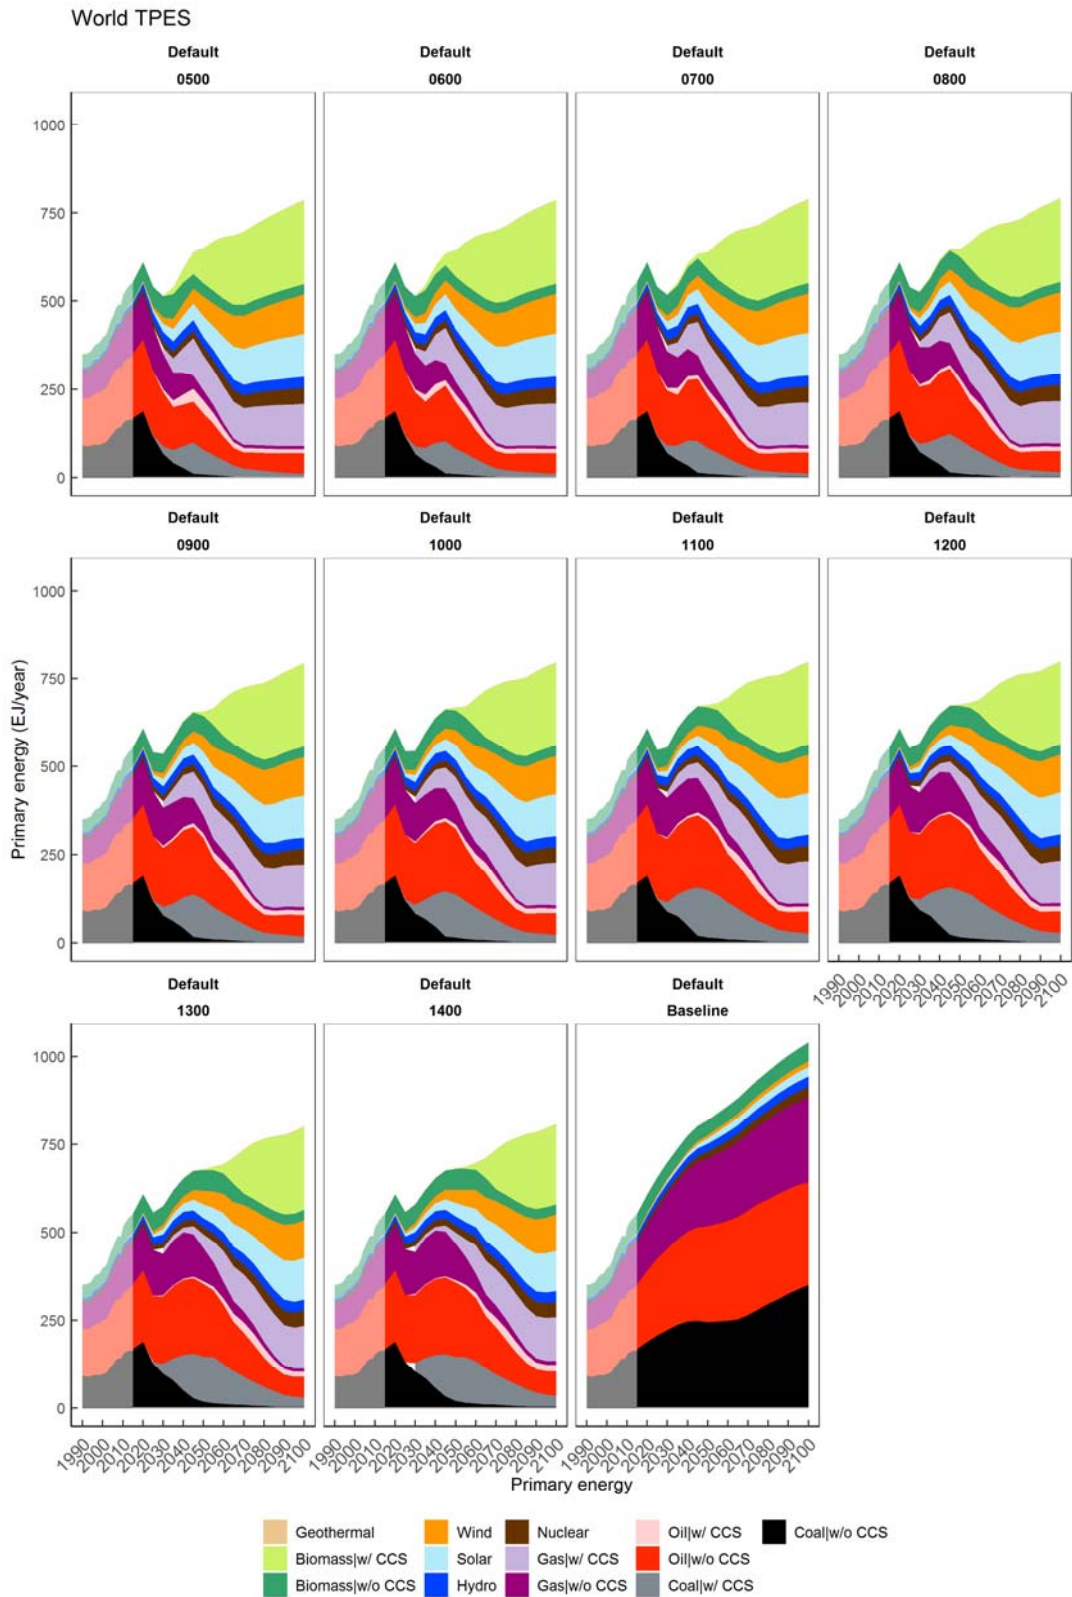 World TPES
Default Default Default Default
0500 0600 0700 0800
1000
750
500
250
0
Default Default Default Default
0900 1000 1100 1200
1000
750
500
250
0
Primary energy (EJ/year)
1990 2000 2010 2020 2030 2040 2050 2060 2070 2080 2090 2100
Default Default Default
1300 1400 Baseline
1000
750
500
250
0
1990 2000 2010 2020 2030 2040 2050 2060 2070 2080 2090 2100 1990 2000 2010 2020 2030 2040 2050 2060 2070 2080 2090 2100 1990 2000 2010 2020 2030 2040 2050 2060 2070 2080 2090 2100
Primary energy
Geothermal Wind Nuclear Oil|w/ CCS Coal|w/o CCS
Biomass|w/ CCS Solar Gas|w/ CCS Oil|w/o CCS
Biomass|w/o CCS Hydro Gas|w/o CCS Coal|w/ CCS